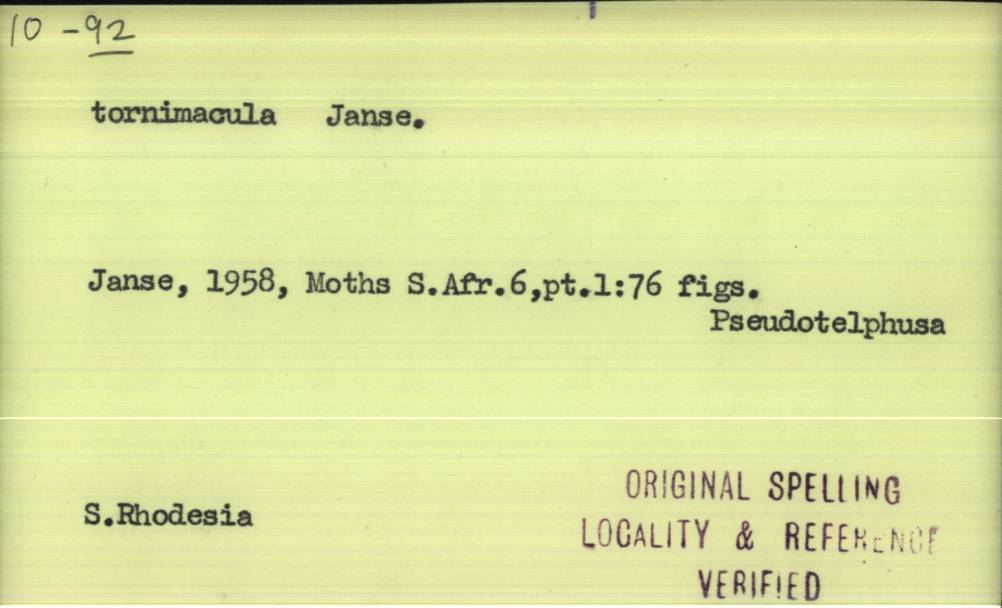 10 - 92
tornimacula Janse.
Janse, 1958, Moths S.Afr.6,pt.1:76 figs.
Pseudotelphusa
S.Rhodesia
ORIGINAL SPELLING
LOCALITY & REFERENCE
VERIFIED